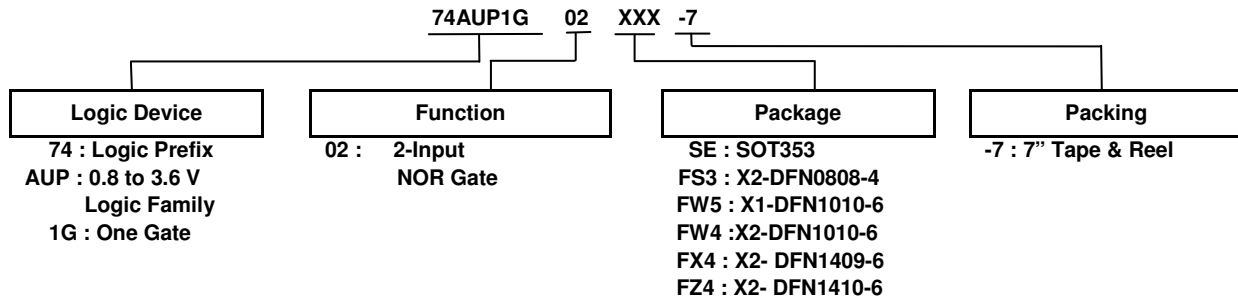 74AUP1G 02 XXX -7
Logic Device
74 : Logic Prefix
AUP : 0.8 to 3.6 V
Logic Family
1G : One Gate
Function
02 : 2-Input
NOR Gate
Package
SE : SOT353
FS3 : X2-DFN0808-4
FW5 : X1-DFN1010-6
FW4 :X2-DFN1010-6
FX4 : X2- DFN1409-6
FZ4 : X2- DFN1410-6
Packing
-7 : 7” Tape & Reel